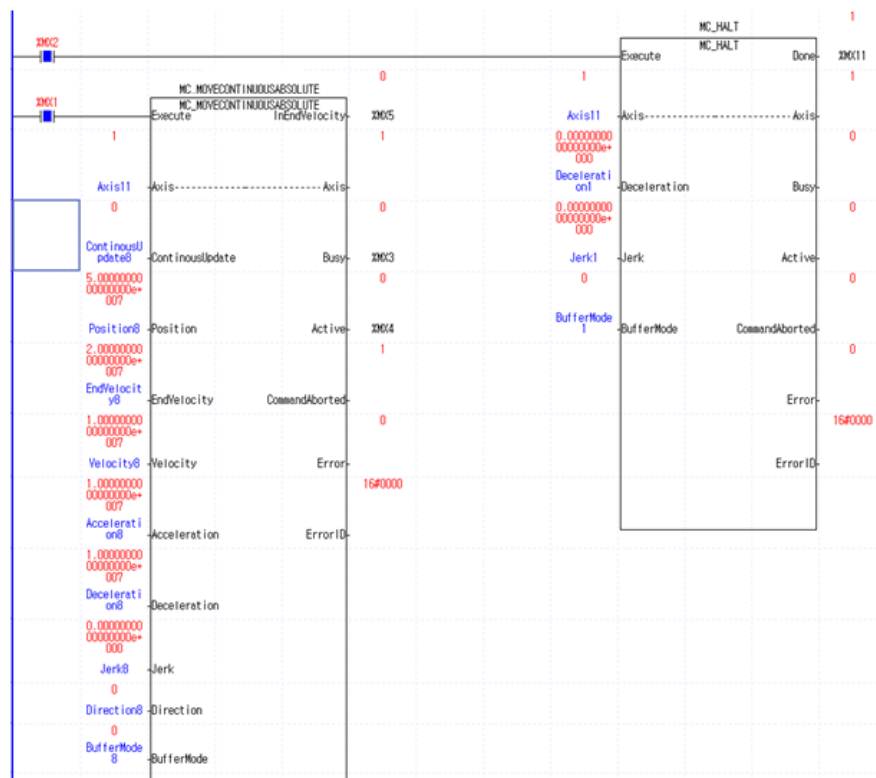 1
MC_HALT
%MX2
MC_HALT
Execute
Done
%MX11
0
1
1
MC_MOVECONTINUOUSABSOLUTE
%MX1
MC_MOVECONTINUOUSABSOLUTE
Execute
InEndVelocity
%MX5
Axis11
Axis
Axis
1
1
0.00000000
00000000e+
000
0
Axis11
Axis
Axis
Decelerati
on1
Deceleration
Busy
0
0
0.00000000
00000000e+
000
0
ContinousU
pdate8
ContinousUpdate
Busy
%MX3
Jerk1
Jerk
Active
5.00000000
00000000e+
007
0
0
0
Position8
Position
Active
%MX4
BufferMode
1
BufferMode
CommandAborted
2.00000000
00000000e+
007
1
0
EndVelocit
y8
EndVelocity
CommandAborted
Error
1.00000000
00000000e+
007
0
16#0000
Velocity8
Velocity
Error
ErrorID
1.00000000
00000000e+
007
16#0000
Accelerati
on8
Acceleration
ErrorID
1.00000000
00000000e+
007
Decelerati
on8
Deceleration
0.00000000
00000000e+
000
Jerk8
Jerk
0
Direction8
Direction
0
BufferMode
8
BufferMode